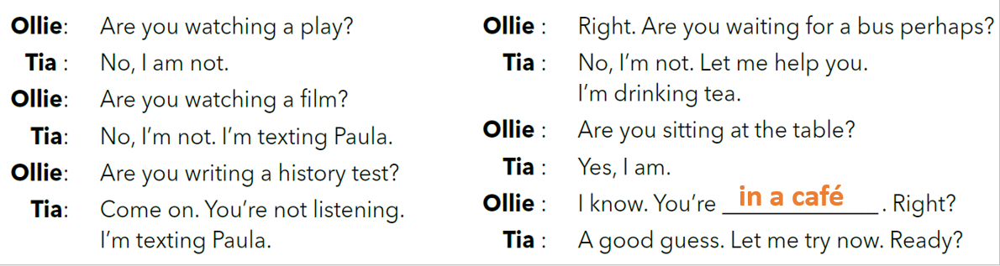 Ollie: Are you watching a play?
Tia : No, I am not.
Ollie: Are you watching a film?
Tia: No, I'm not. I'm texting Paula.
Ollie: Are you writing a history test?
Tia: Come on. You're not listening.
I'm texting Paula.
Ollie : Right. Are you waiting for a bus perhaps?
Tia : No, I'm not. Let me help you.
I'm drinking tea.
Ollie : Are you sitting at the table?
Tia : Yes, I am.
Ollie : I know. You're in a café. Right?
Tia : A good guess. Let me try now. Ready?